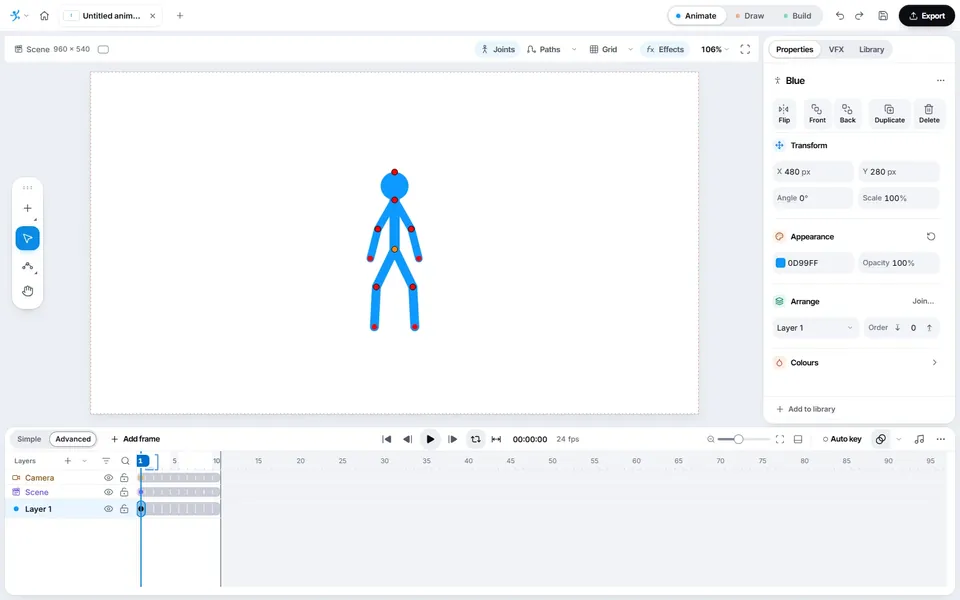 Untitled anim...
Animate
Draw
Build
Export
Scene 960 × 540
Joints
Paths
Grid
fx Effects
106%
Properties
VFX
Library
Blue
Flip
Front
Back
Duplicate
Delete
Transform
X 480 px
Y 280 px
Angle 0°
Scale 100%
Appearance
0D99FF
Opacity 100%
Arrange
Join...
Layer 1
Order
0
Colours
Add to library
Simple
Advanced
Add frame
00:00:00
24 fps
Auto key
Layers
1 5 10 15 20 25 30 35 40 45 50 55 60 65 70 75 80 85 90 95
Camera
Scene
Layer 1